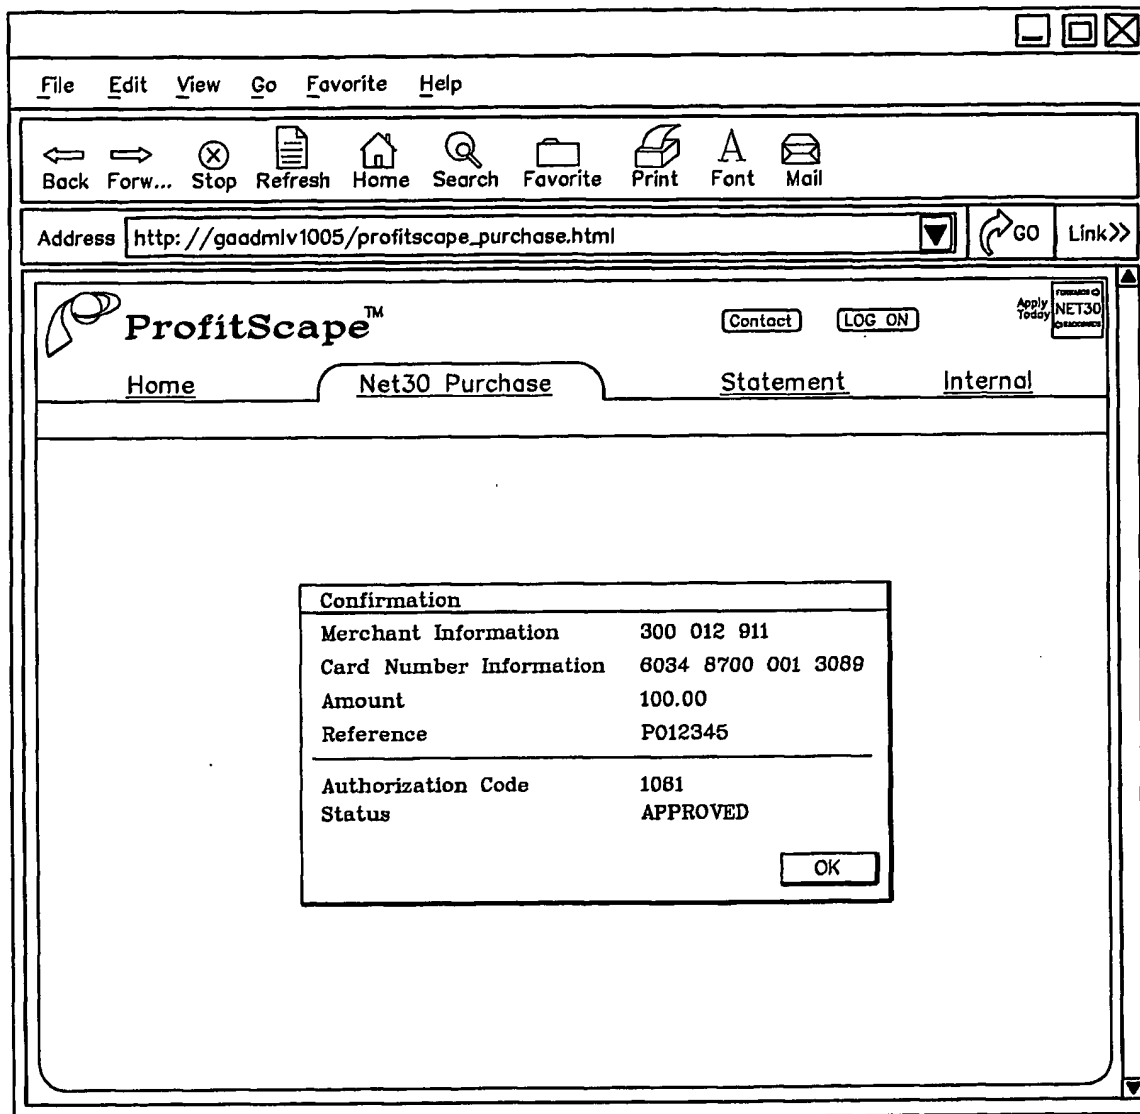 File Edit View Go Favorite Help
Back Forw... Stop Refresh Home Search Favorite Print Font Mail
Address http://gaadmlv1005/profitscape_purchase.html GO Link>>
ProfitScape™ Contact LOG ON Apply Today NET30
Home Net30 Purchase Statement Internal
Confirmation
Merchant Information 300 012 911
Card Number Information 6034 8700 001 3089
Amount 100.00
Reference P012345
Authorization Code 1081
Status APPROVED
OK